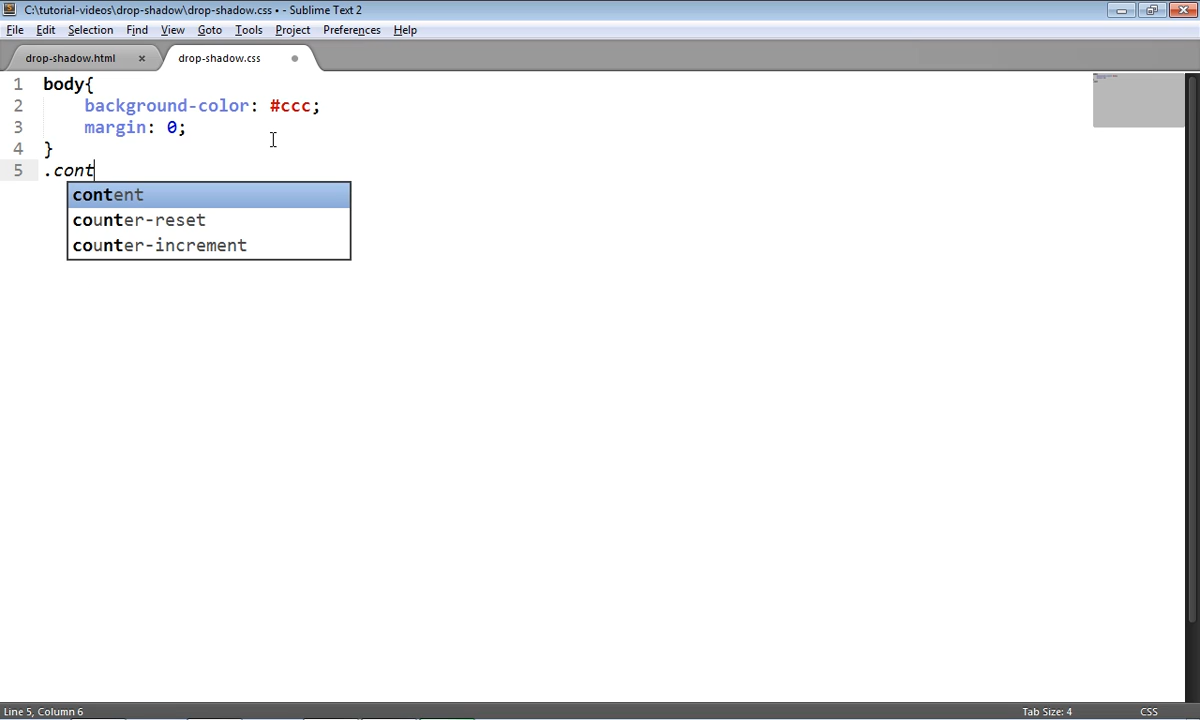 C:\tutorial-videos\drop-shadow\drop-shadow.css • - Sublime Text 2
File Edit Selection Find View Goto Tools Project Preferences Help
drop-shadow.html × drop-shadow.css
1 body{
2 background-color: #ccc;
3 margin: 0;
4 }
5 .cont
content
counter-reset
counter-increment
Line 5, Column 6 Tab Size: 4 CSS